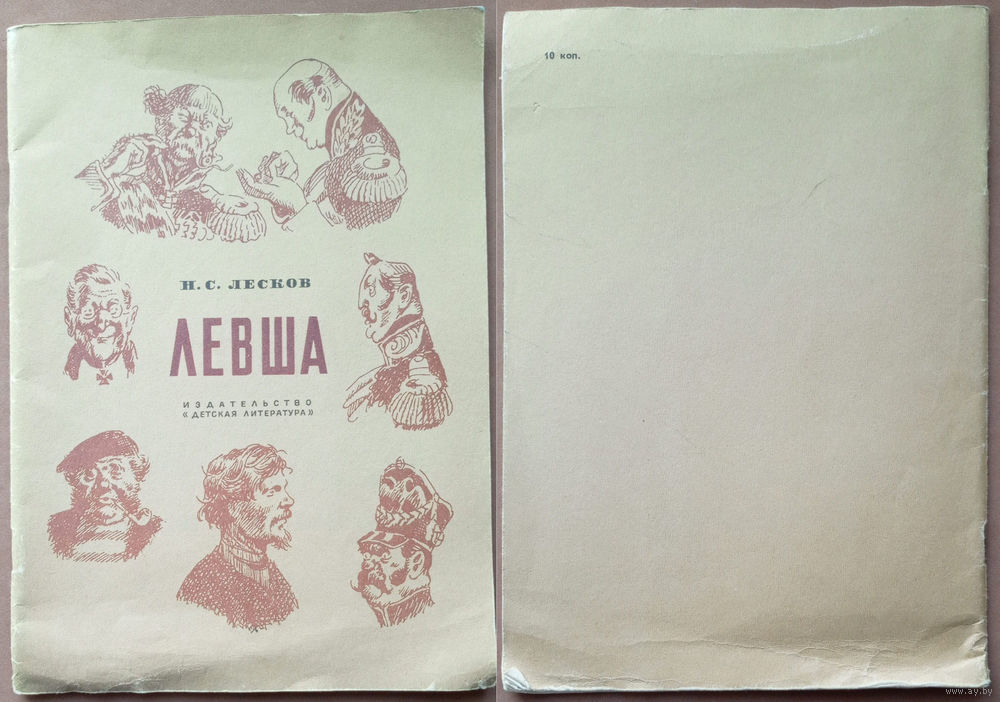 Н. С. ЛЕСКОВ
ЛЕВША
ИЗДАТЕЛЬСТВО
«ДЕТСКАЯ ЛИТЕРАТУРА»
10 коп.
www.ay.by